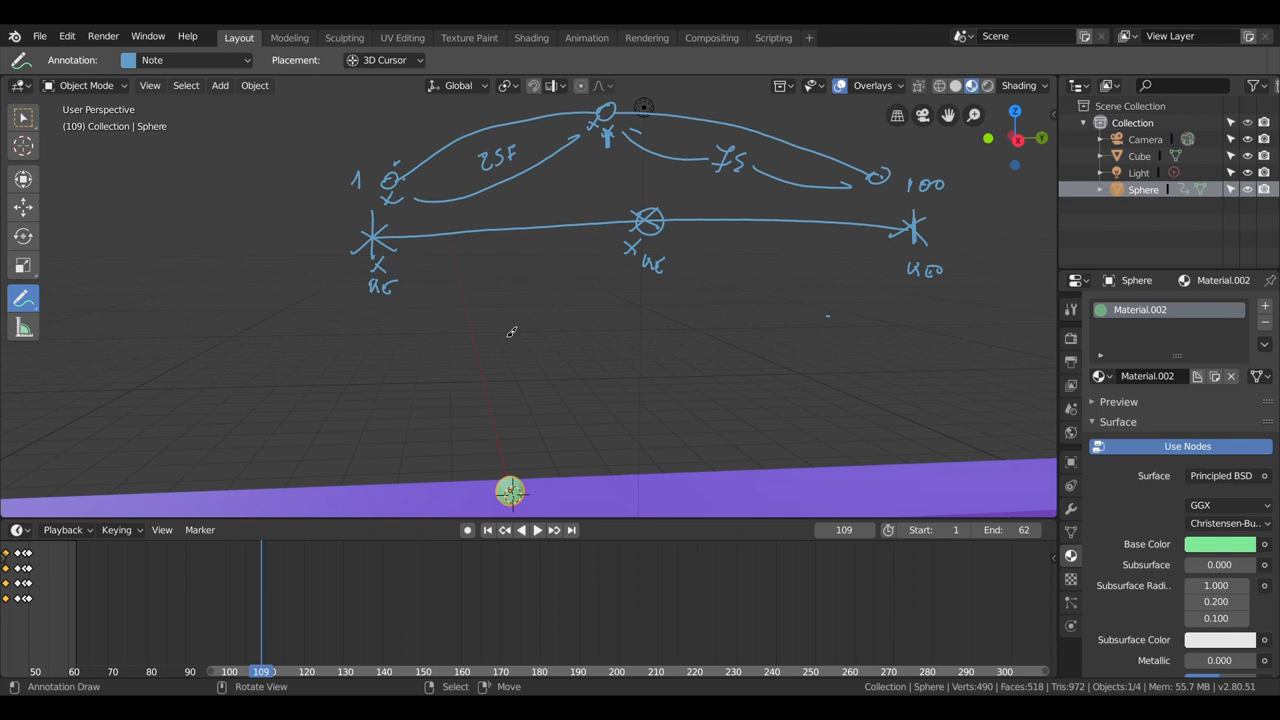 File Edit Render Window Help Layout Modeling Sculpting UV Editing Texture Paint Shading Animation Rendering Compositing Scripting + Scene View Layer
Annotation: Note Placement: 3D Cursor
Object Mode View Select Add Object Global Overlays Shading
User Perspective
(109) Collection | Sphere
X Y Z
Scene Collection
Collection
Camera
Cube
Light
Sphere
1
25F
75
100
Sphere Material.002
Material.002
Material.002
Preview
Surface
Use Nodes
Surface Principled BSD
GGX
Christensen-Bu..
Base Color
Subsurface 0.000
Subsurface Radi.. 1.000
0.200
0.100
Subsurface Color
Metallic 0.000
Playback Keying View Marker 109 Start: 1 End: 62
50 60 70 80 90 100 109 120 130 140 150 160 170 180 190 200 210 220 230 240 250 260 270 280 290 300
Annotation Draw Rotate View Select Move Collection | Sphere | Verts:490 | Faces:518 | Tris:972 | Objects:1/4 | Mem: 55.7 MB | v2.80.51